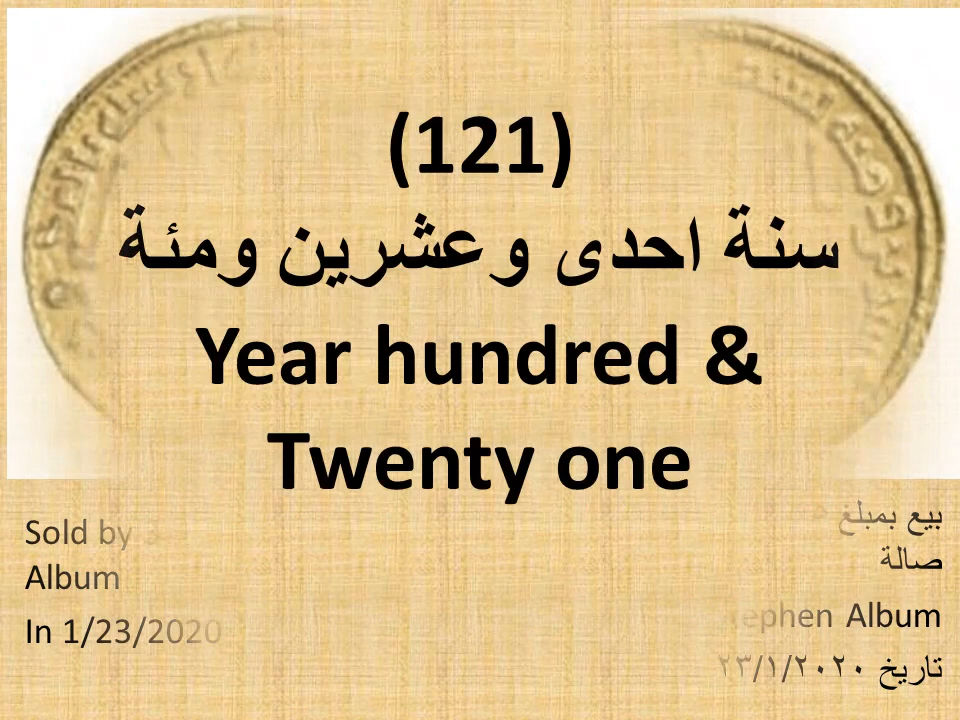 (121)
سنة احدى وعشرين ومئة
Year hundred &
Twenty one
Sold by
Album
In 1/23/2020
بيع بمبلغ
صالة
ephen Album
تاريخ ٢٣/١/٢٠٢٠